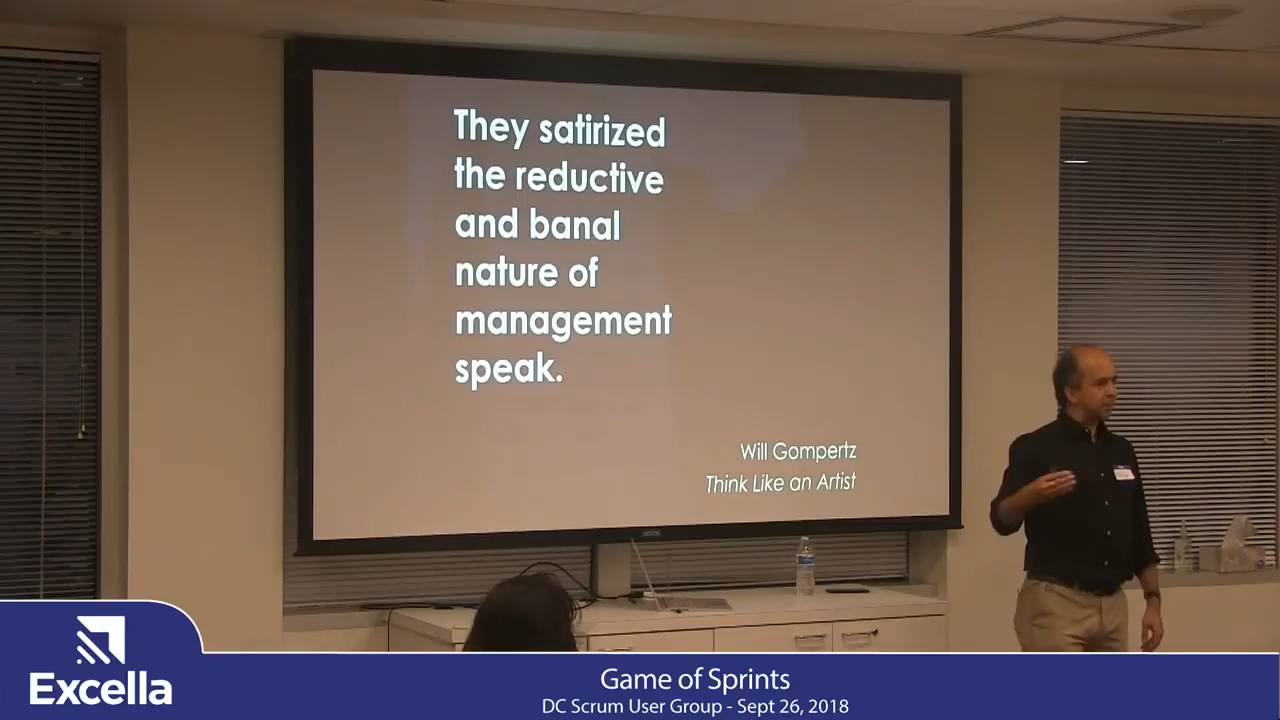 They satirized
the reductive
and banal
nature of
management
speak.
Will Gompertz
Think Like an Artist
Excella
Game of Sprints
DC Scrum User Group - Sept 26, 2018